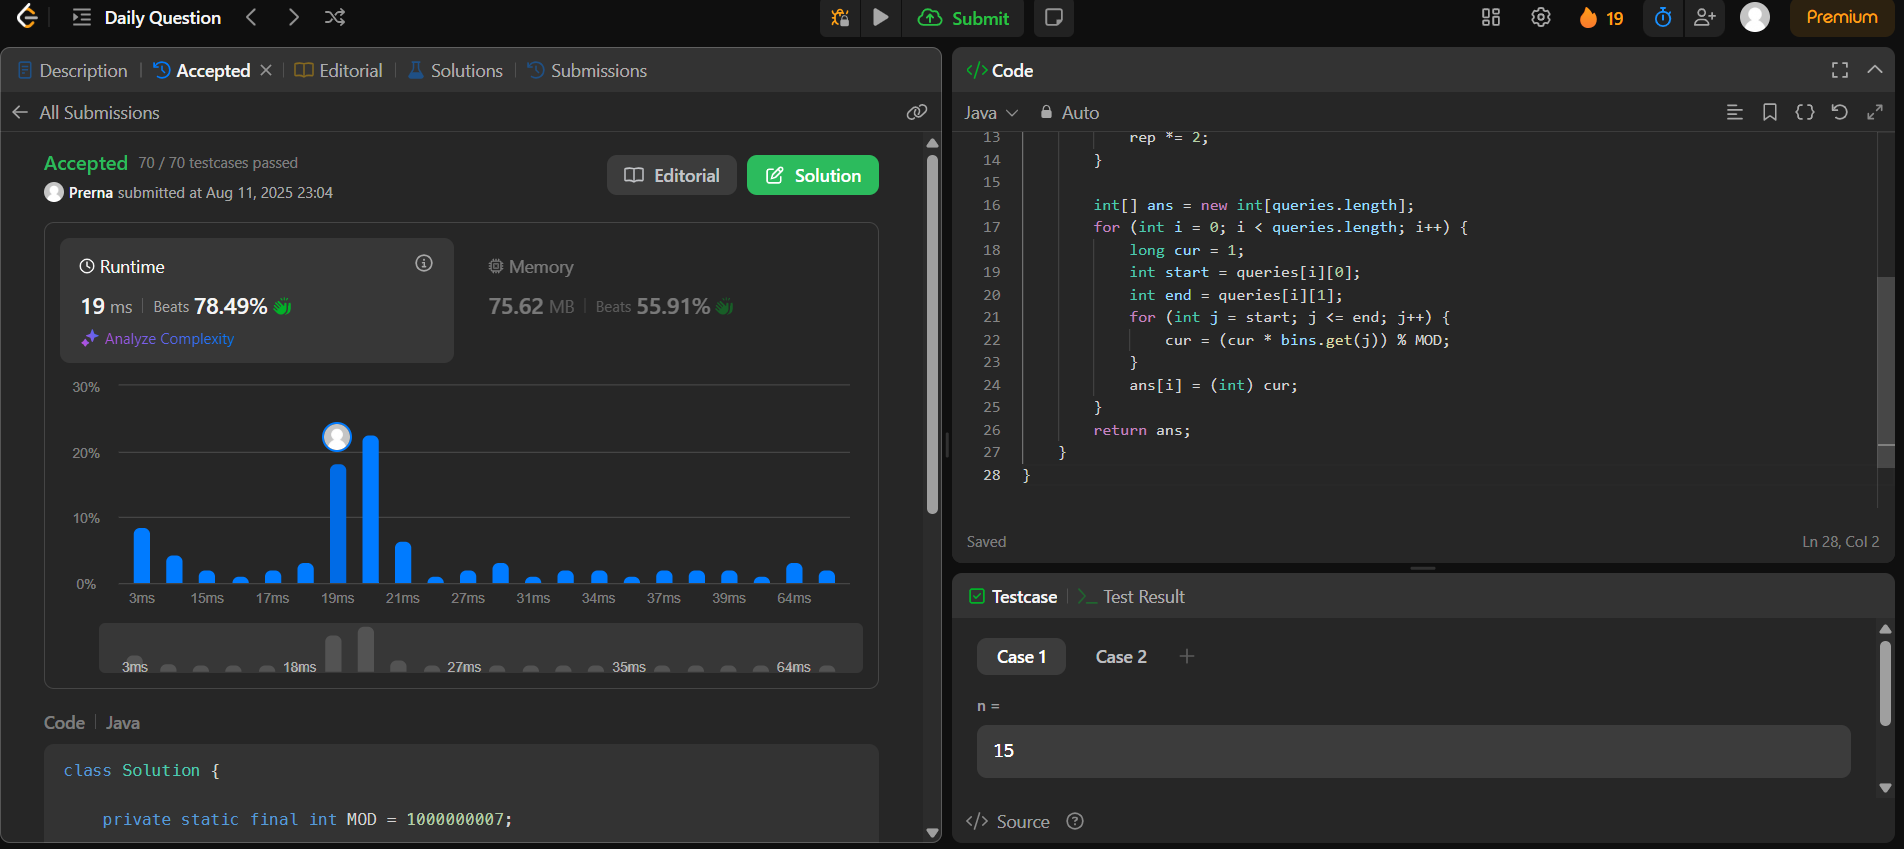 Daily Question
Submit
19
Premium
Description
Accepted
Editorial
Solutions
Submissions
All Submissions
Accepted 70 / 70 testcases passed
Prerna submitted at Aug 11, 2025 23:04
Editorial
Solution
Runtime
19 ms
Beats 78.49%
Analyze Complexity
Memory
75.62 MB
Beats 55.91%
30%
20%
10%
0%
3ms 15ms 17ms 19ms 21ms 27ms 31ms 34ms 37ms 39ms 64ms
3ms 18ms 27ms 35ms 64ms
Code
Java
class Solution {
private static final int MOD = 1000000007;
</> Code
Java
Auto
13 rep *= 2;
14 }
15
16 int[] ans = new int[queries.length];
17 for (int i = 0; i < queries.length; i++) {
18 long cur = 1;
19 int start = queries[i][0];
20 int end = queries[i][1];
21 for (int j = start; j <= end; j++) {
22 cur = (cur * bins.get(j)) % MOD;
23 }
24 ans[i] = (int) cur;
25 }
26 return ans;
27 }
28 }
Saved
Ln 28, Col 2
Testcase
>_ Test Result
Case 1
Case 2
+
n =
15
</> Source